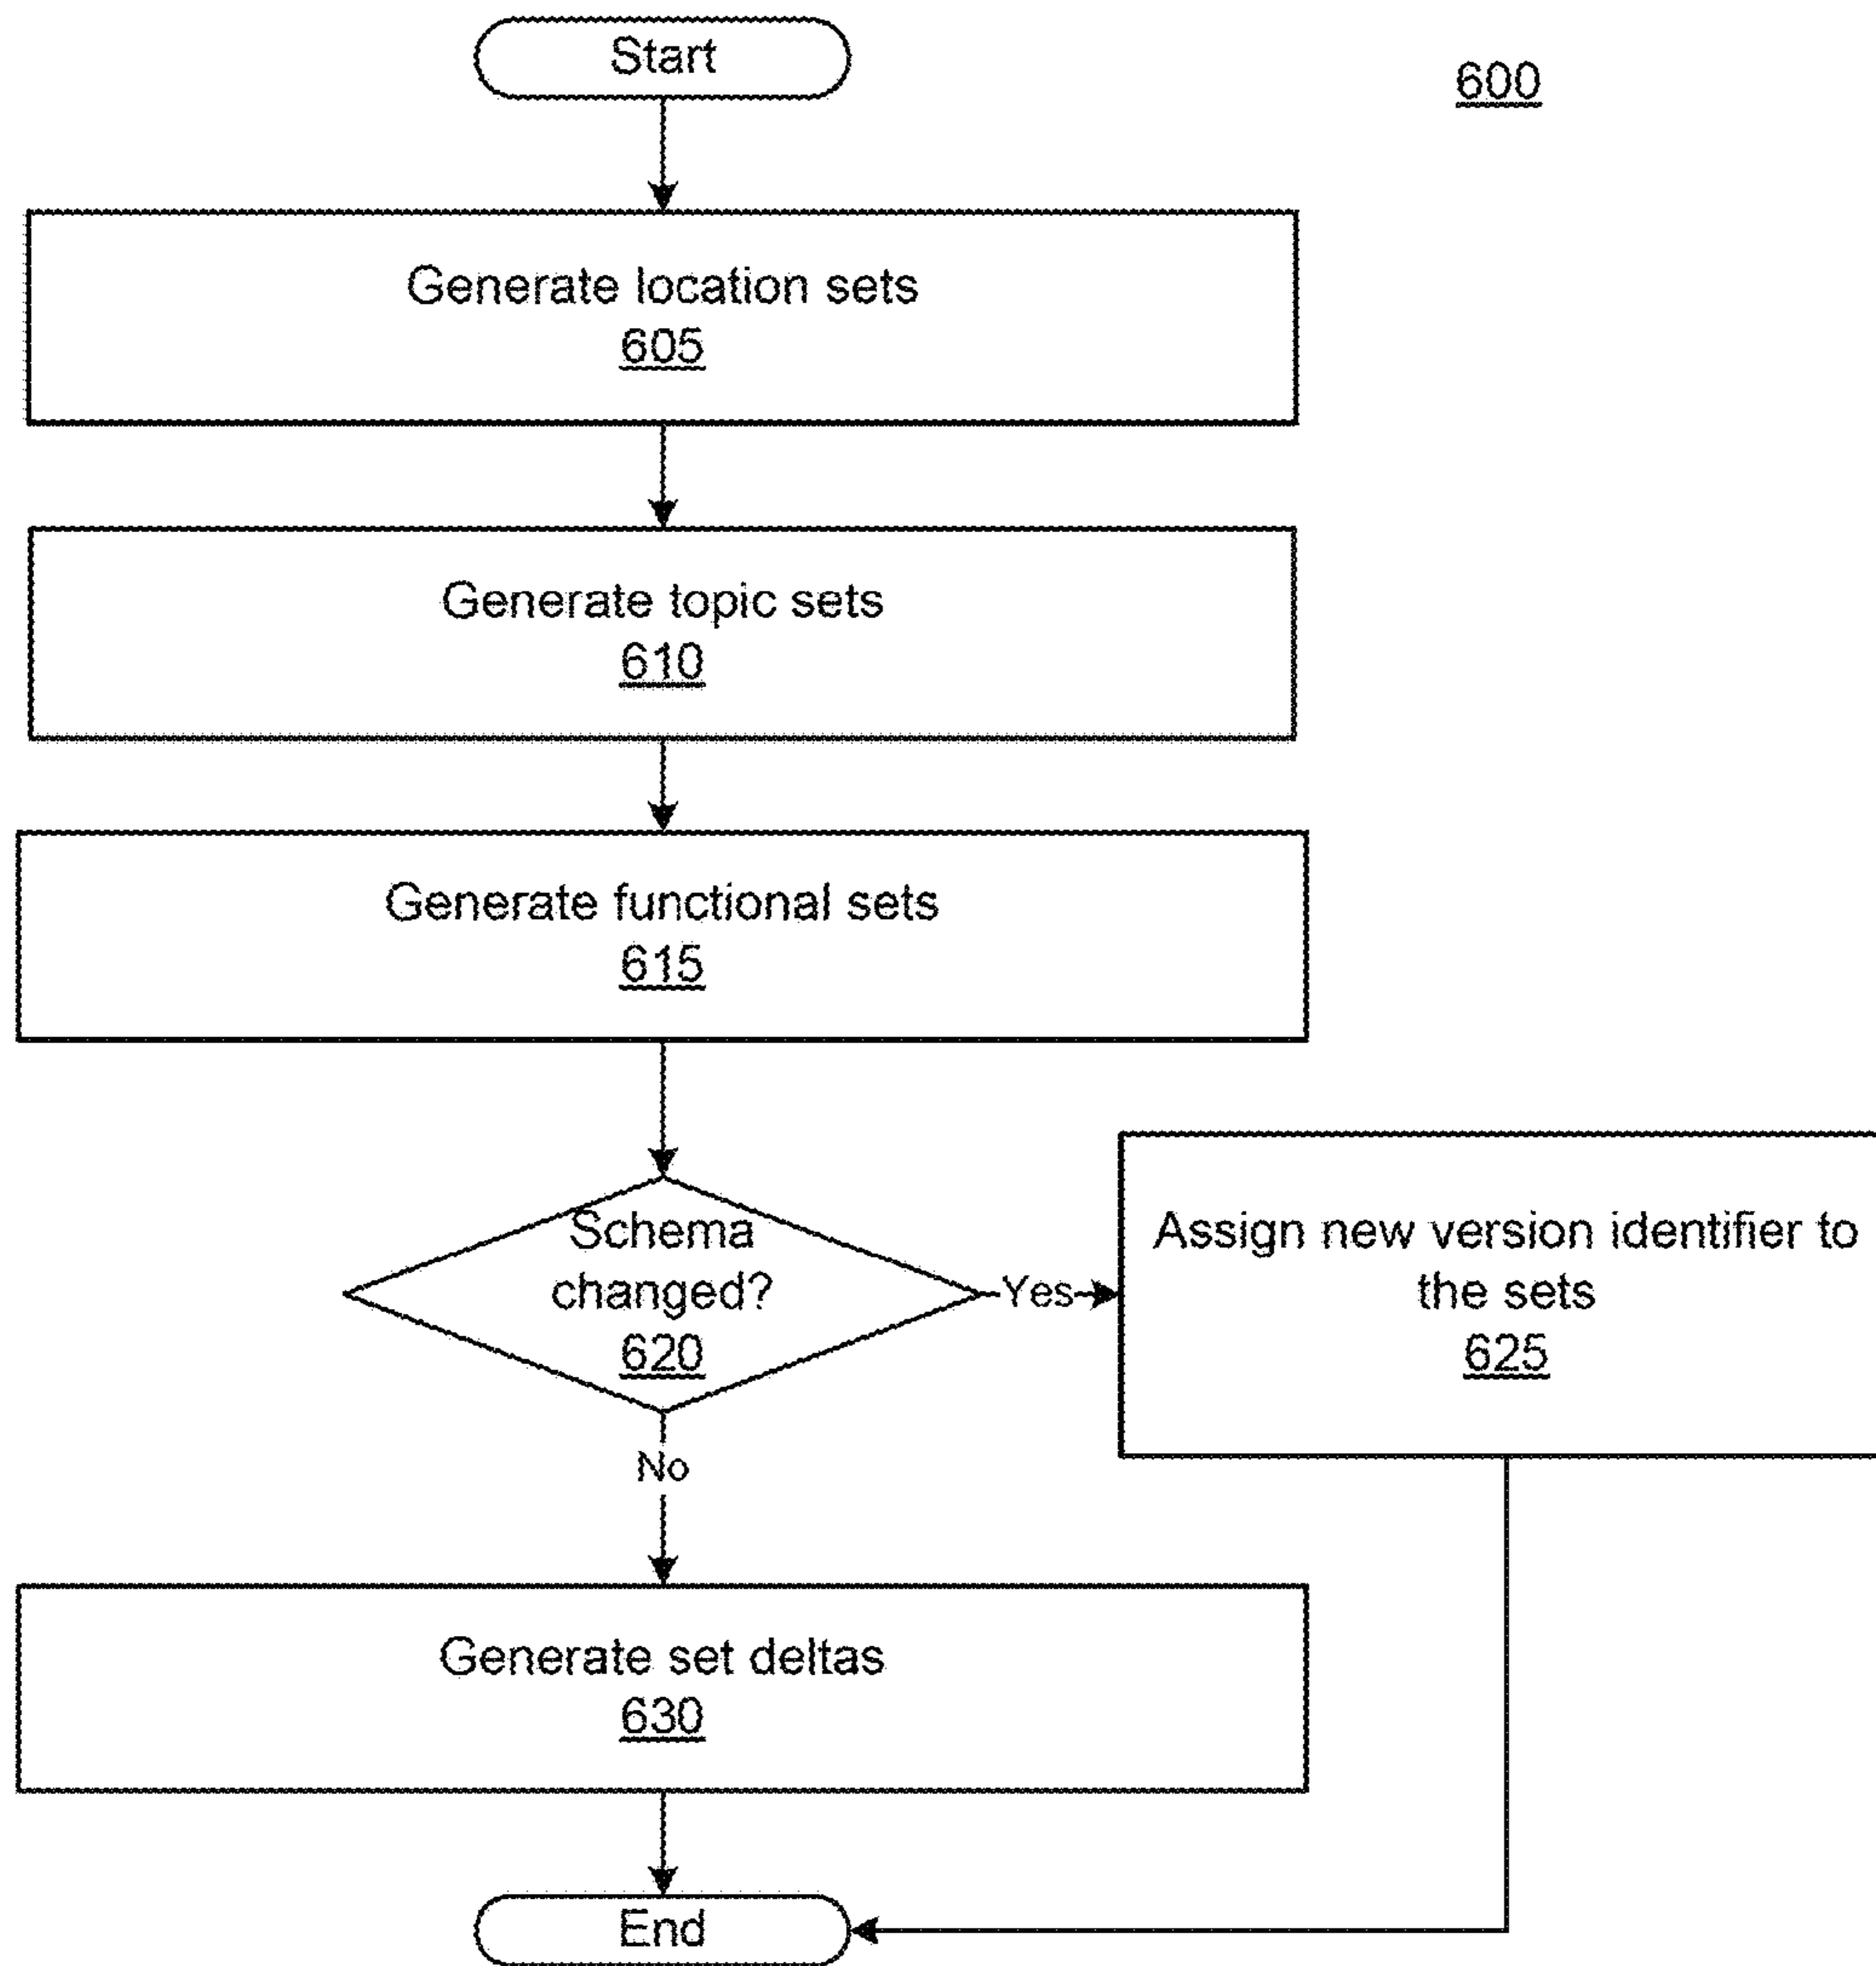 Start
600
Generate location sets
605
Generate topic sets
610
Generate functional sets
615
Schema
changed?
620
Yes
Assign new version identifier to
the sets
625
No
Generate set deltas
630
End